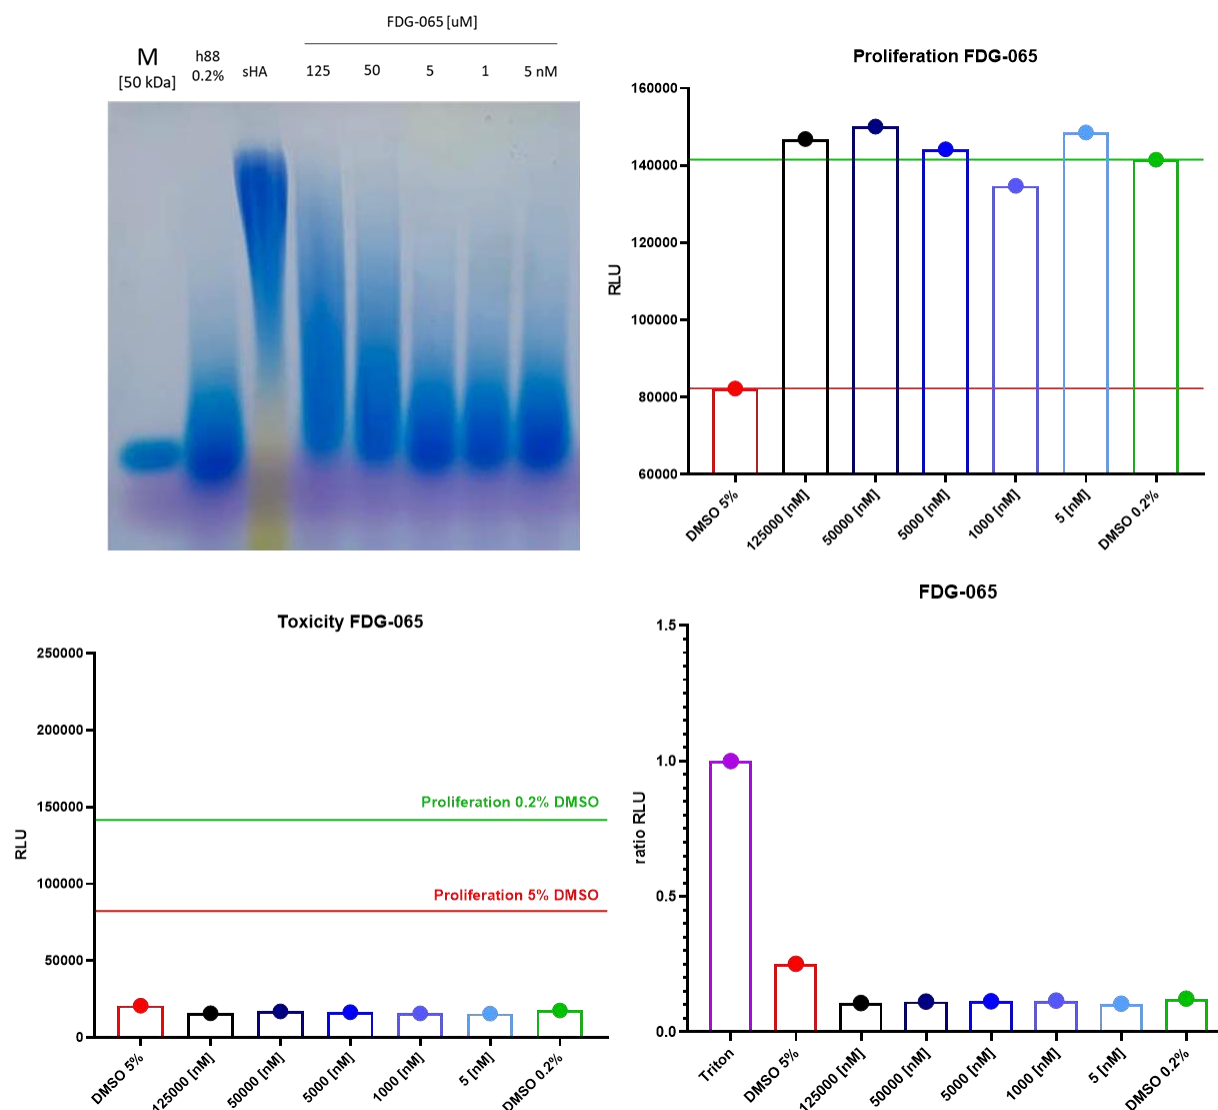 FDG-065 [uM]
M
[50 kDa]
h88
0.2%
sHA
125
50
5
1
5 nM
Proliferation FDG-065
160000
140000
120000
100000
80000
60000
RLU
DMSO 5%
125000 [nM]
50000 [nM]
5000 [nM]
1000 [nM]
5 [nM]
DMSO 0.2%
Toxicity FDG-065
250000
200000
150000
100000
50000
0
RLU
Proliferation 0.2% DMSO
Proliferation 5% DMSO
DMSO 5%
125000 [nM]
50000 [nM]
5000 [nM]
1000 [nM]
5 [nM]
DMSO 0.2%
FDG-065
1.5
1.0
0.5
0.0
ratio RLU
Triton
DMSO 5%
125000 [nM]
50000 [nM]
5000 [nM]
1000 [nM]
5 [nM]
DMSO 0.2%